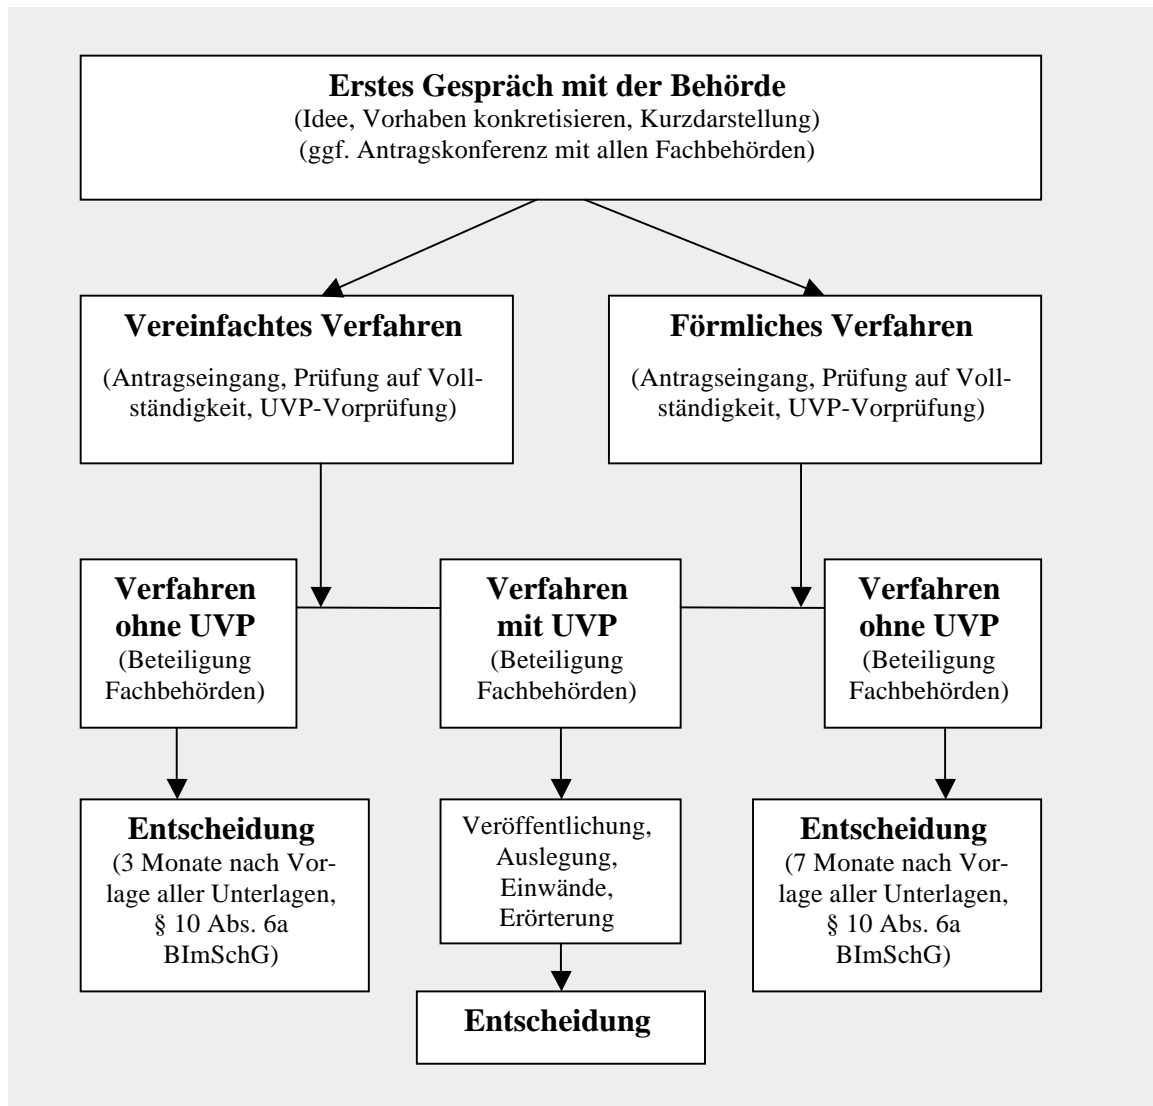 Erstes Gespräch mit der Behörde
(Idee, Vorhaben konkretisieren, Kurzdarstellung)
(ggf. Antragskonferenz mit allen Fachbehörden)
Vereinfachtes Verfahren
(Antragseingang, Prüfung auf Voll-
ständigkeit, UVP-Vorprüfung)
Förmliches Verfahren
(Antragseingang, Prüfung auf Voll-
ständigkeit, UVP-Vorprüfung)
Verfahren
ohne UVP
(Beteiligung
Fachbehörden)
Verfahren
mit UVP
(Beteiligung
Fachbehörden)
Verfahren
ohne UVP
(Beteiligung
Fachbehörden)
Entscheidung
(3 Monate nach Vor-
lage aller Unterlagen,
§ 10 Abs. 6a
BImSchG)
Veröffentlichung,
Auslegung,
Einwände,
Erörterung
Entscheidung
(7 Monate nach Vor-
lage aller Unterlagen,
§ 10 Abs. 6a
BImSchG)
Entscheidung